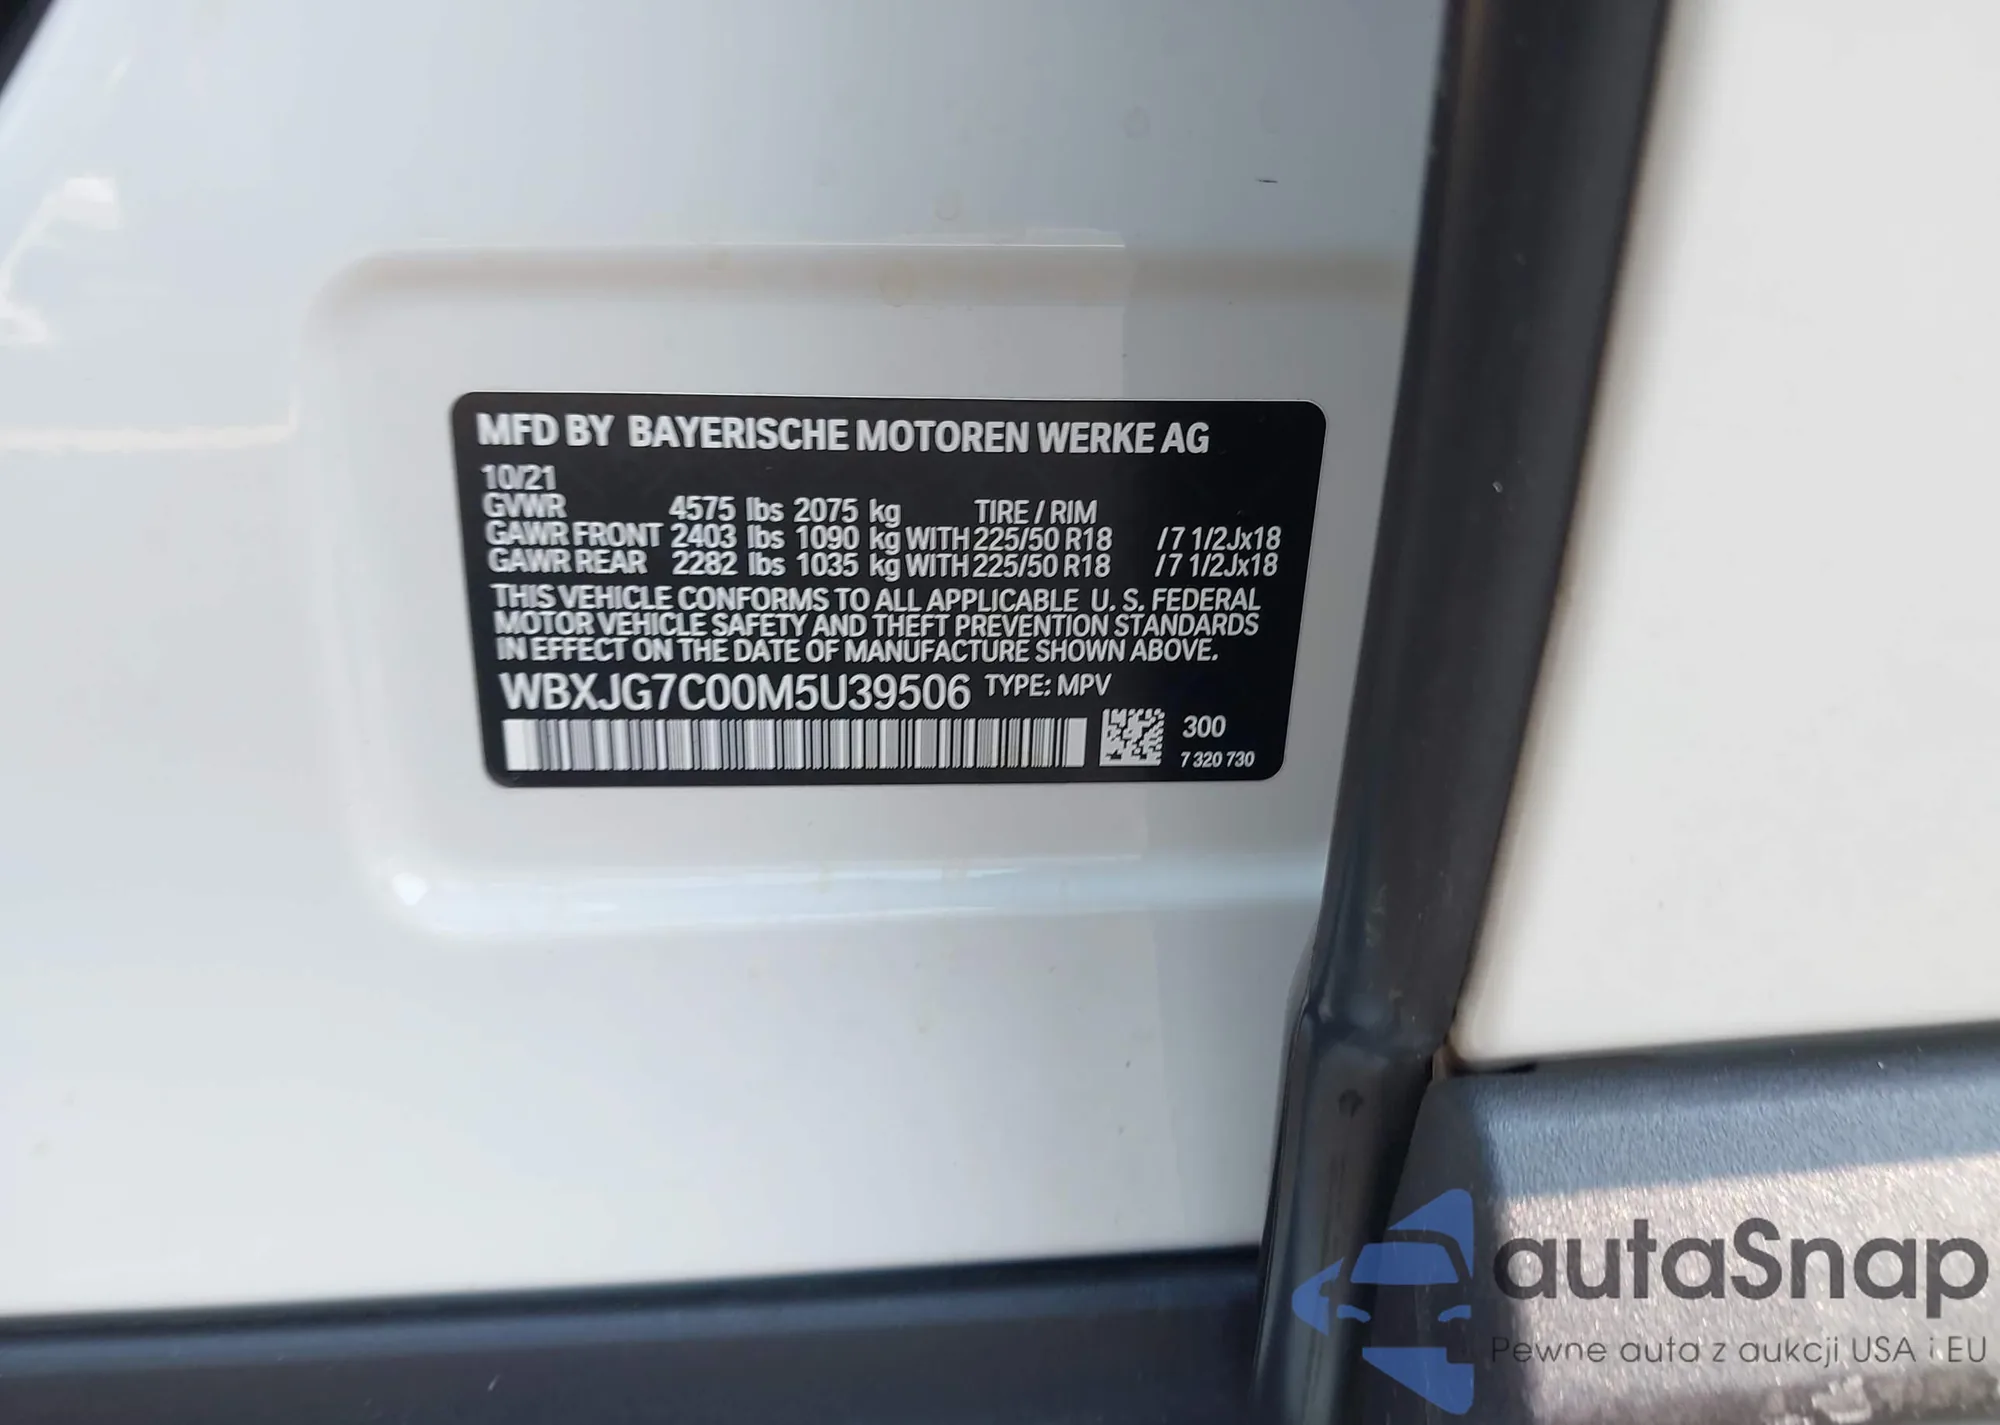 MFD BY BAYERISCHE MOTOREN WERKE AG
10/21
GVWR 4575 lbs 2075 kg TIRE / RIM
GAWR FRONT 2403 lbs 1090 kg WITH 225/50 R18 /7 1/2Jx18
GAWR REAR 2282 lbs 1035 kg WITH 225/50 R18 /7 1/2Jx18
THIS VEHICLE CONFORMS TO ALL APPLICABLE U. S. FEDERAL
MOTOR VEHICLE SAFETY AND THEFT PREVENTION STANDARDS
IN EFFECT ON THE DATE OF MANUFACTURE SHOWN ABOVE.
WBXJG7C00M5U39506 TYPE: MPV
300
7 320 730
autaSnap
Pewne auta z aukcji USA i EU